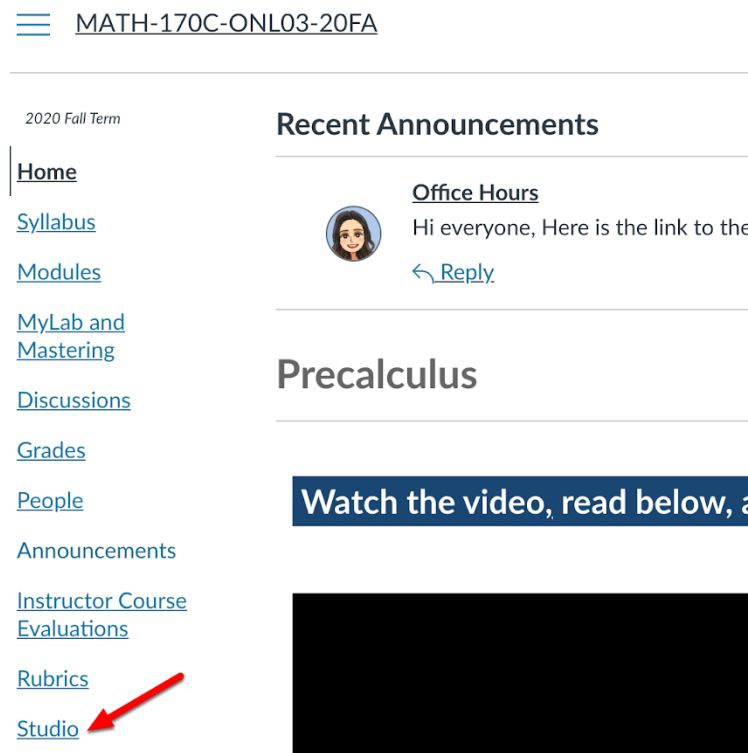 MATH-170C-ONL03-20FA
2020 Fall Term
Home
Syllabus
Modules
MyLab and
Mastering
Discussions
Grades
People
Announcements
Instructor Course
Evaluations
Rubrics
Studio
Recent Announcements
Office Hours
Hi everyone, Here is the link to the
Reply
Precalculus
Watch the video, read below, a